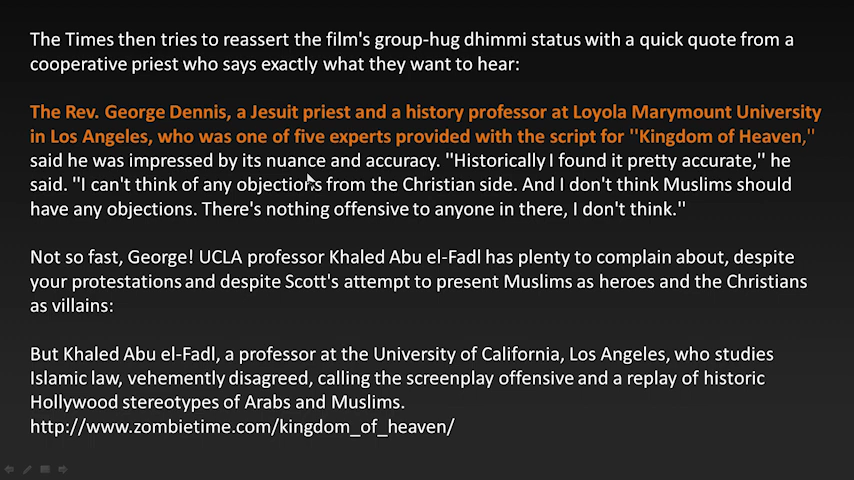 The Times then tries to reassert the film's group-hug dhimmi status with a quick quote from a
cooperative priest who says exactly what they want to hear:
The Rev. George Dennis, a Jesuit priest and a history professor at Loyola Marymount University
in Los Angeles, who was one of five experts provided with the script for ''Kingdom of Heaven,''
said he was impressed by its nuance and accuracy. ''Historically I found it pretty accurate,'' he
said. ''I can't think of any objections from the Christian side. And I don't think Muslims should
have any objections. There's nothing offensive to anyone in there, I don't think.''
Not so fast, George! UCLA professor Khaled Abu el-Fadl has plenty to complain about, despite
your protestations and despite Scott's attempt to present Muslims as heroes and the Christians
as villains:
But Khaled Abu el-Fadl, a professor at the University of California, Los Angeles, who studies
Islamic law, vehemently disagreed, calling the screenplay offensive and a replay of historic
Hollywood stereotypes of Arabs and Muslims.
http://www.zombietime.com/kingdom_of_heaven/